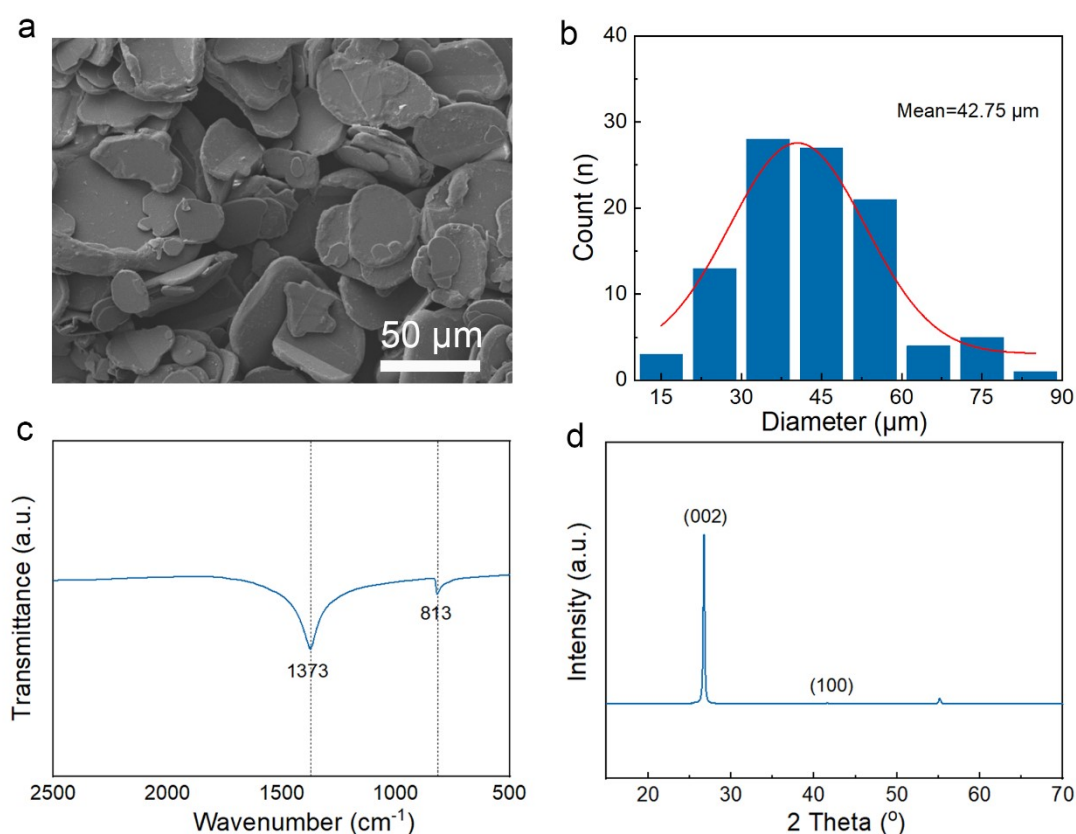 a
50 μm
b
Mean=42.75 μm
Count (n)
40
30
20
10
0
15 30 45 60 75 90
Diameter (μm)
c
Transmittance (a.u.)
1373
813
2500 2000 1500 1000 500
Wavenumber (cm⁻¹)
d
Intensity (a.u.)
(002)
(100)
20 30 40 50 60 70
2 Theta (º)